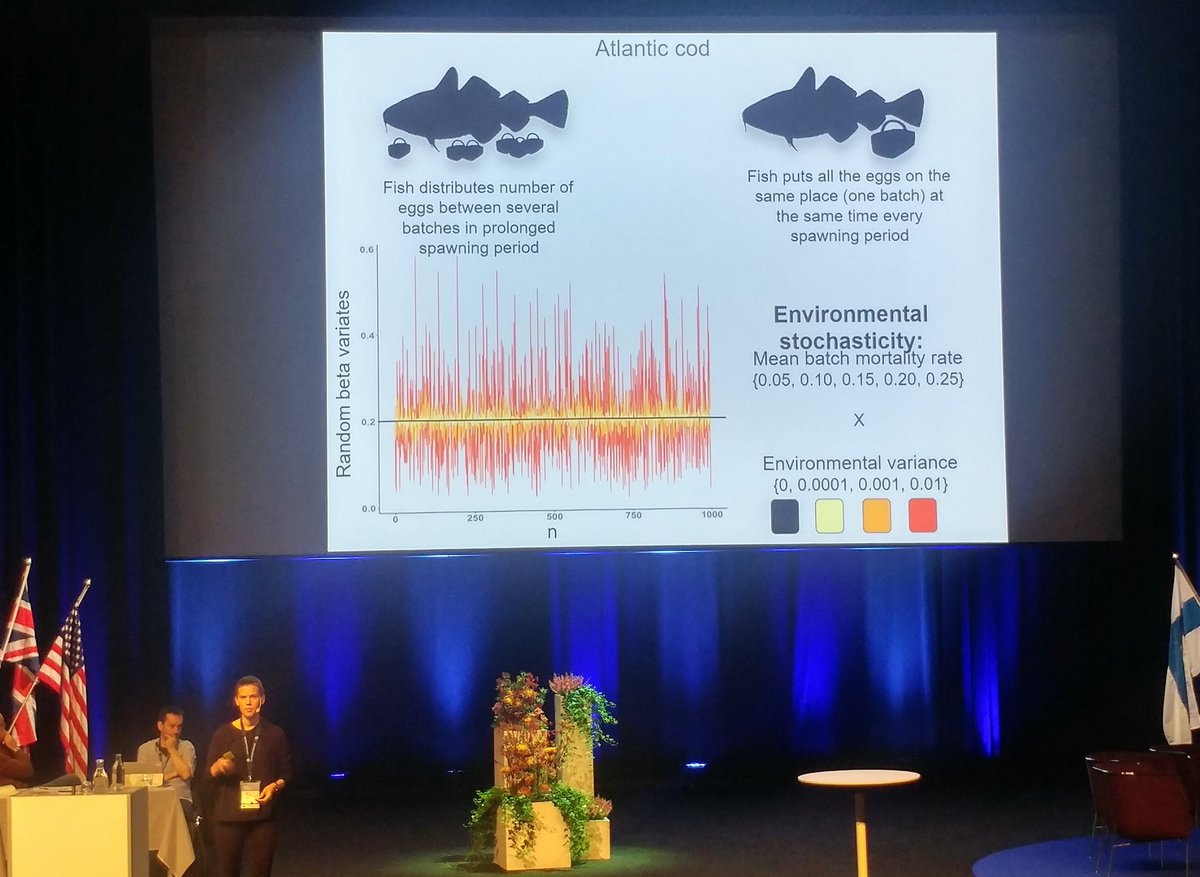 Atlantic cod
Fish distributes number of
eggs between several
batches in prolonged
spawning period
Fish puts all the eggs on the
same place (one batch) at
the same time every
spawning period
Random beta variates
0.6
0.4
0.2
0.0
0
250
500
750
1000
n
Environmental
stochasticity:
Mean batch mortality rate
{0.05, 0.10, 0.15, 0.20, 0.25}
X
Environmental variance
{0, 0.0001, 0.001, 0.01}